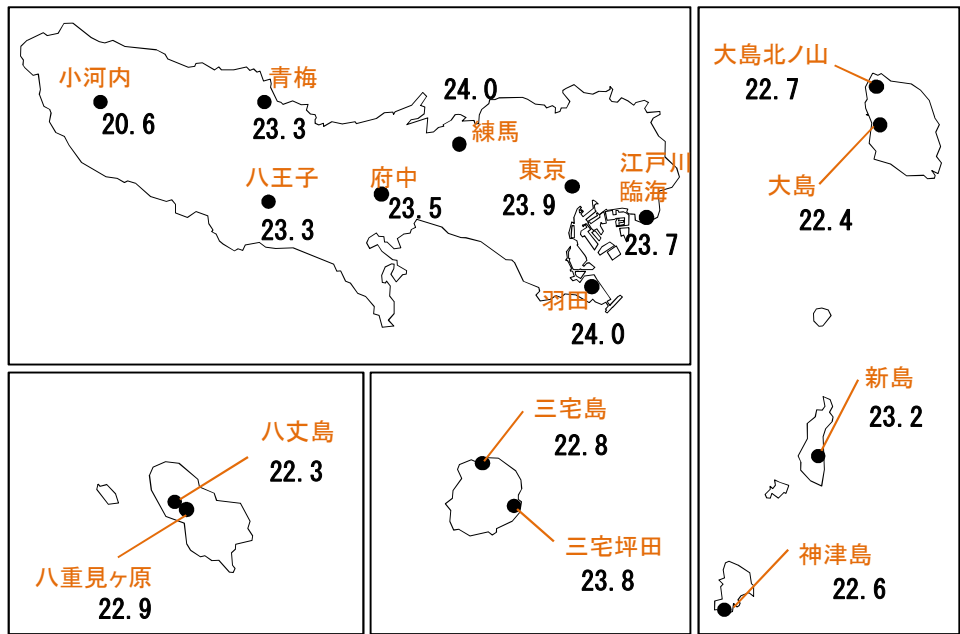 小河内
20.6
青梅
23.3
24.0
練馬
八王子
23.3
府中
23.5
東京
23.9
江戸川
臨海
23.7
羽田
24.0
八丈島
22.3
八重見ヶ原
22.9
三宅島
22.8
三宅坪田
23.8
大島北ノ山
22.7
大島
22.4
新島
23.2
神津島
22.6